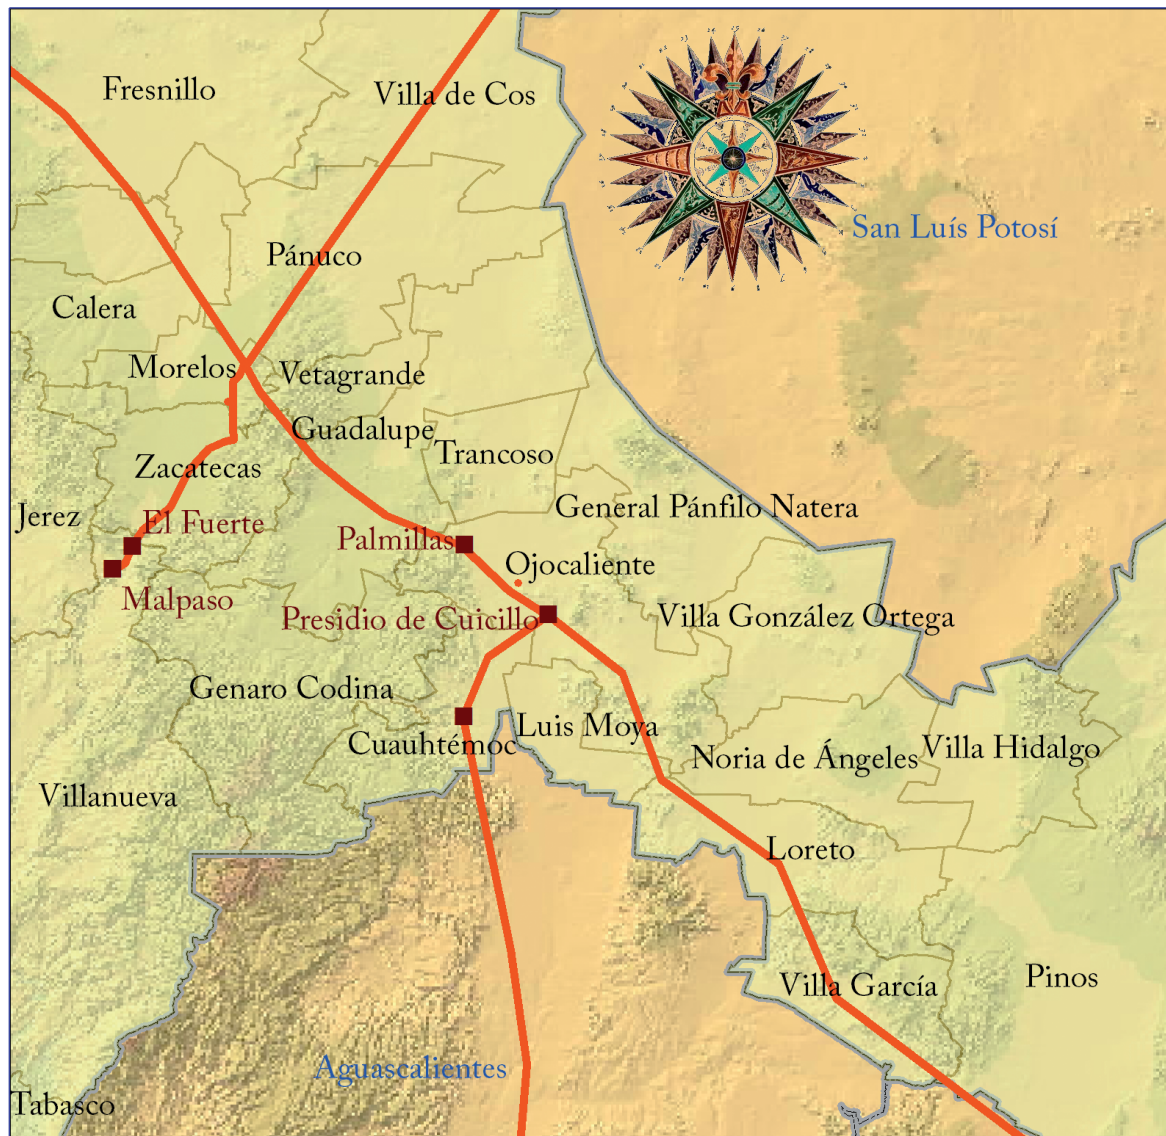 Fresnillo
Villa de Cos
San Luís Potosí
Pánuco
Calera
Morelos
Vetagrande
Guadalupe
Trancoso
Zacatecas
General Pánfilo Natera
Jerez
El Fuerte
Palmillas
Ojocaliente
Malpaso
Presidio de Cuicillo
Villa González Ortega
Genaro Codina
Luis Moya
Cuauhtémoc
Noria de Ángeles
Villa Hidalgo
Villanueva
Loreto
Villa García
Pinos
Aguascalientes
Tabasco